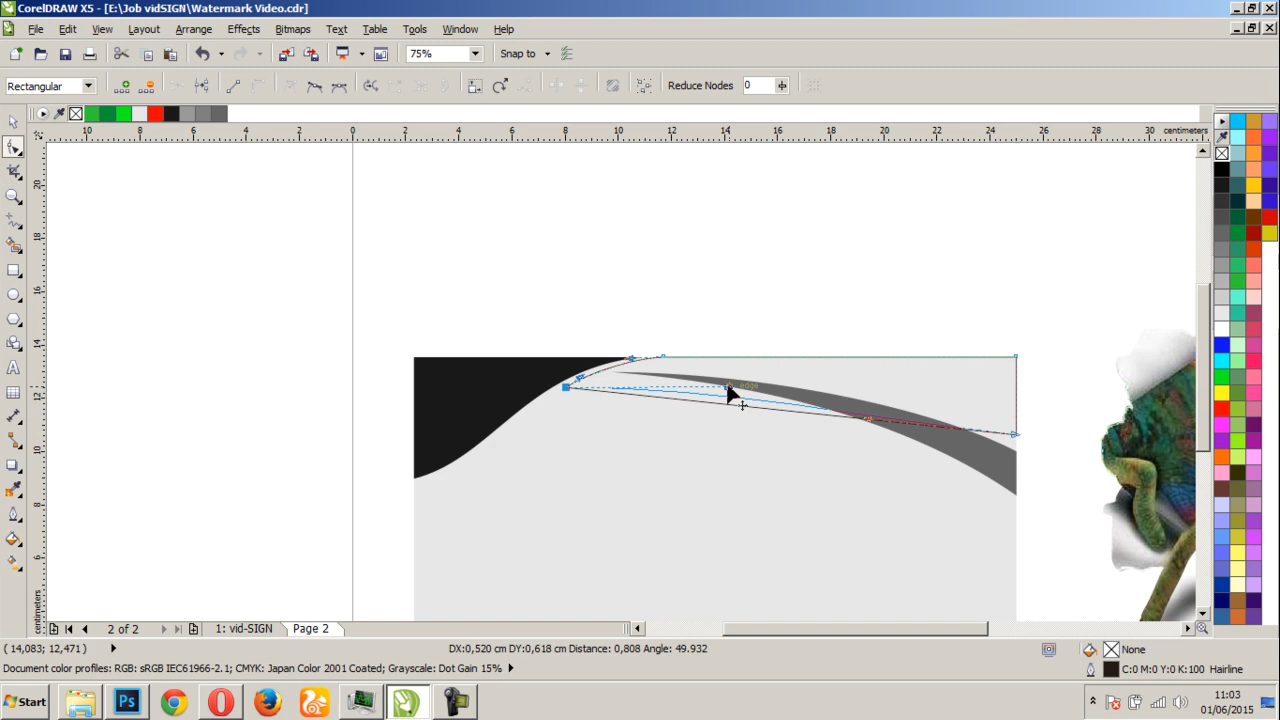 CorelDRAW X5 - [E:\Job vidSIGN\Watermark Video.cdr]
File Edit View Layout Arrange Effects Bitmaps Text Table Tools Window Help
75% Snap to
Rectangular Reduce Nodes 0
10 8 6 4 2 0 2 4 6 8 10 12 14 16 18 20 22 24 26 28 30 centimeters
20
18
16
14
12
10
8
6
centimeters
edge
2 of 2 1: vid-SIGN Page 2
( 14,083; 12,471 ) DX:0,520 cm DY:0,618 cm Distance: 0,808 Angle: 49.932 None
Document color profiles: RGB: sRGB IEC61966-2.1; CMYK: Japan Color 2001 Coated; Grayscale: Dot Gain 15% C:0 M:0 Y:0 K:100 Hairline
Start Ps 11:03
01/06/2015